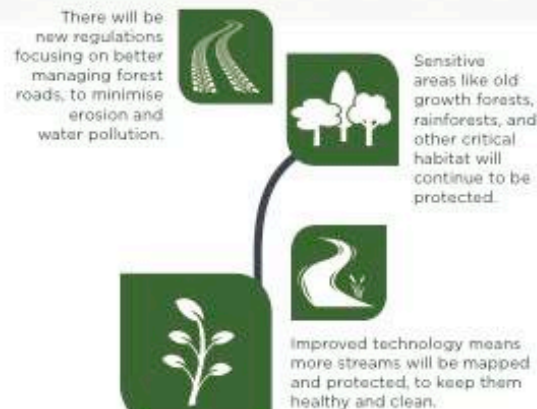 There will be
new regulations
focusing on better
managing forest
roads, to minimise
erosion and
water pollution.
Sensitive
areas like old
growth forests,
rainforests, and
other critical
habitat will
continue to be
protected.
Improved technology means
more streams will be mapped
and protected, to keep them
healthy and clean.